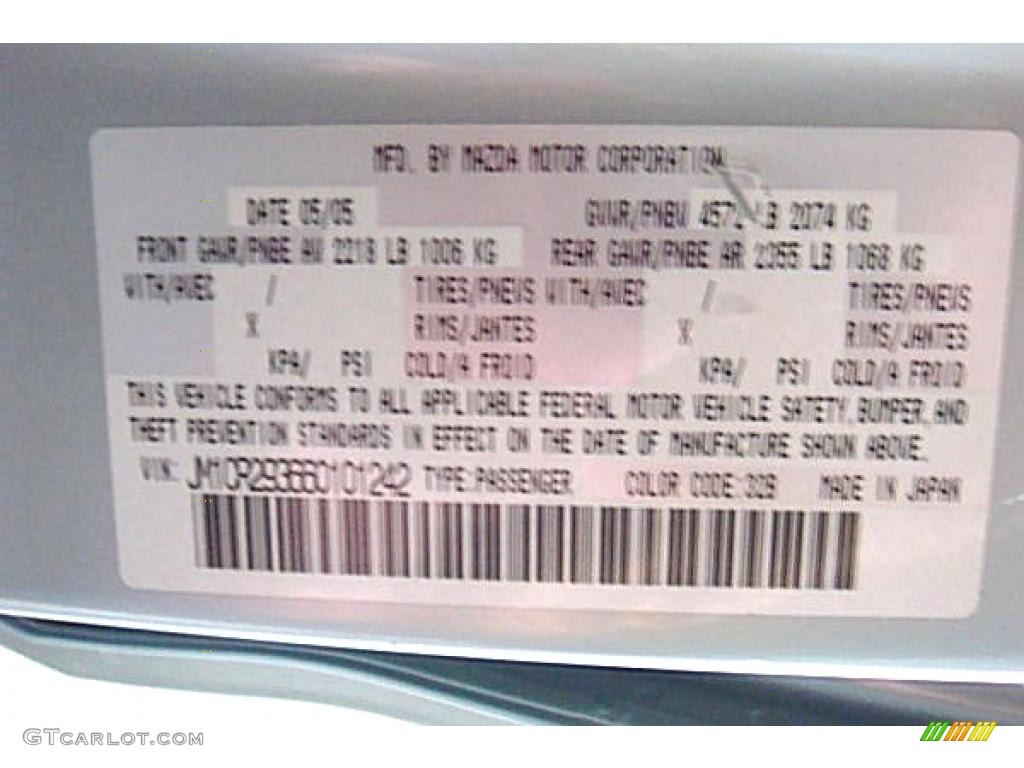 MFD. BY MAZDA MOTOR CORPORATION
DATE 05/05 GVWR/PNBV 4572 LB 2074 KG
FRONT GAWR/PNBE AV 2218 LB 1006 KG REAR GAWR/PNBE AR 2355 LB 1068 KG
WITH/AVEC / TIRES/PNEUS WITH/AVEC / TIRES/PNEUS
X RIMS/JANTES X RIMS/JANTES
KPA/ PSI COLD/A FROID KPA/ PSI COLD/A FROID
THIS VEHICLE CONFORMS TO ALL APPLICABLE FEDERAL MOTOR VEHICLE SAFETY, BUMPER, AND
THEFT PREVENTION STANDARDS IN EFFECT ON THE DATE OF MANUFACTURE SHOWN ABOVE.
VIN: JM1CR293660101242 TYPE:PASSENGER COLOR CODE: MADE IN JAPAN
GTCARLOT.COM